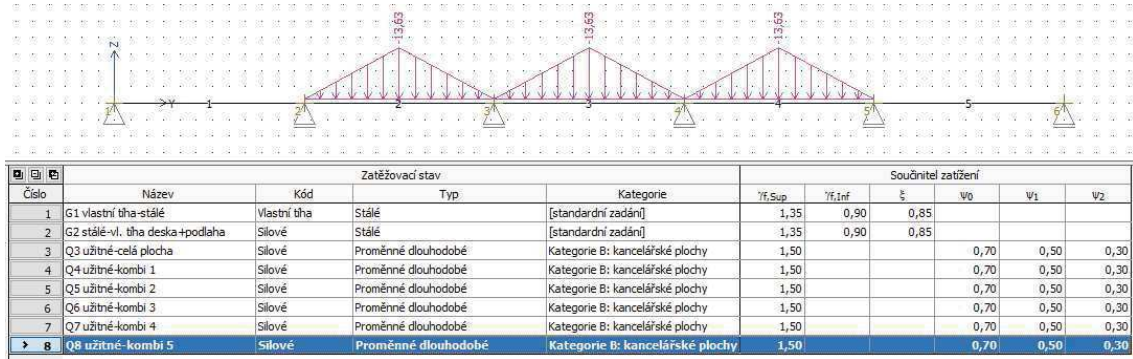 -13,63 -13,63 -13,63
Z
Y
1 2 3 4 5
1 2 3 4 5 6
Zatěžovací stav Součinitel zatížení
Číslo Název Kód Typ Kategorie γf,Sup γf,Inf ξ Ψ0 Ψ1 Ψ2
1 G1 vlastní tíha-stálé Vlastní tíha Stálé [standardní zadání] 1,35 0,90 0,85
2 G2 stálé-vl. tíha deska+podlaha Silové Stálé [standardní zadání] 1,35 0,90 0,85
3 Q3 užitné-celá plocha Silové Proměnné dlouhodobé Kategorie B: kancelářské plochy 1,50 0,70 0,50 0,30
4 Q4 užitné-kombi 1 Silové Proměnné dlouhodobé Kategorie B: kancelářské plochy 1,50 0,70 0,50 0,30
5 Q5 užitné-kombi 2 Silové Proměnné dlouhodobé Kategorie B: kancelářské plochy 1,50 0,70 0,50 0,30
6 Q6 užitné-kombi 3 Silové Proměnné dlouhodobé Kategorie B: kancelářské plochy 1,50 0,70 0,50 0,30
7 Q7 užitné-kombi 4 Silové Proměnné dlouhodobé Kategorie B: kancelářské plochy 1,50 0,70 0,50 0,30
> 8 Q8 užitné-kombi 5 Silové Proměnné dlouhodobé Kategorie B: kancelářské plochy 1,50 0,70 0,50 0,30